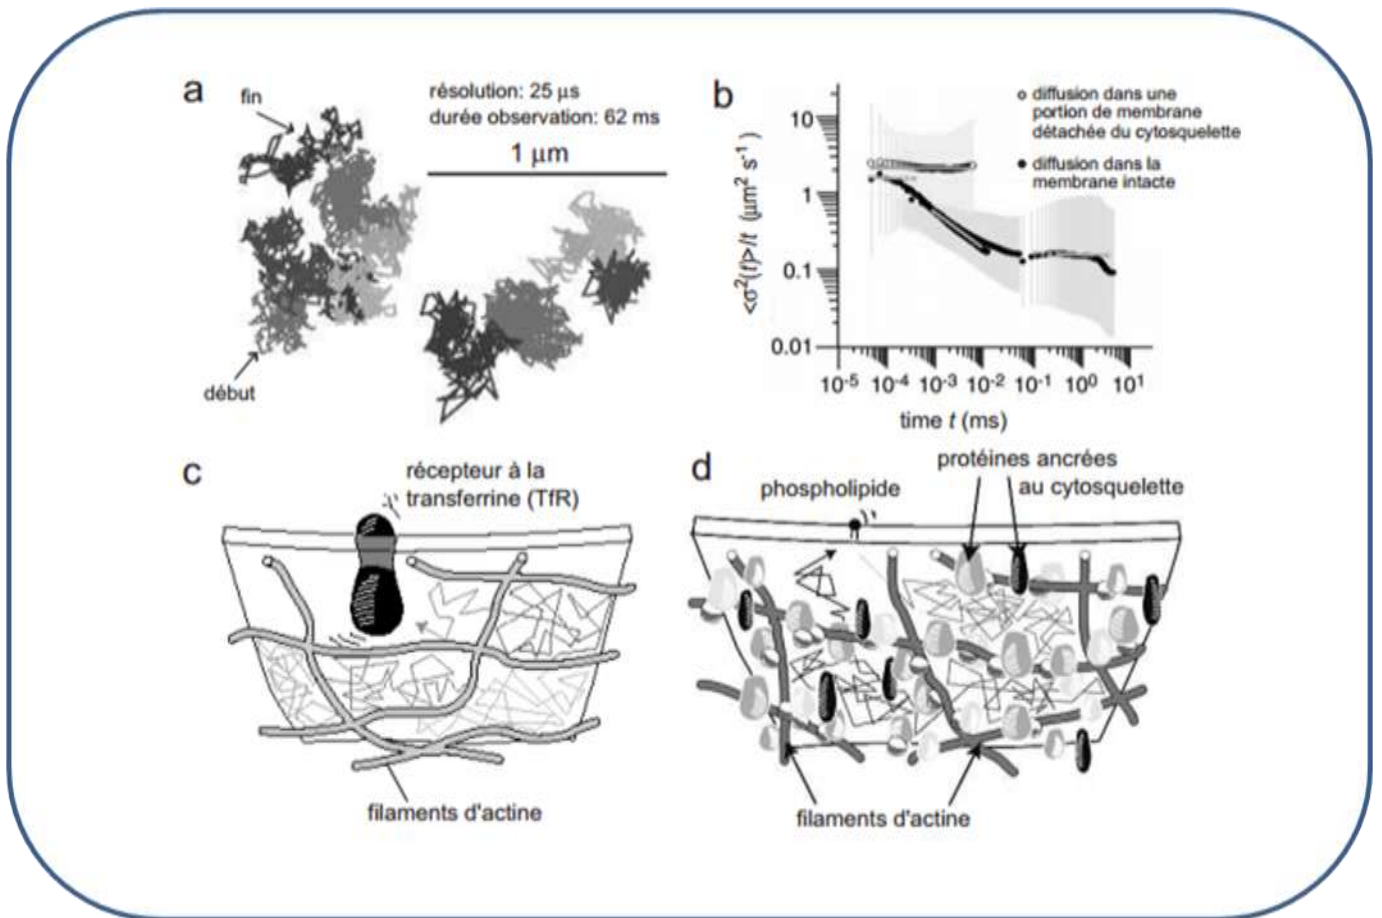 a
fin
résolution: 25 µs
durée observation: 62 ms
1 µm
début
b
diffusion dans une
portion de membrane
détachée du cytosquelette
diffusion dans la
membrane intacte
<σ²(t)>/t (µm² s⁻¹)
10
1
0.1
0.01
10⁻⁵ 10⁻⁴ 10⁻³ 10⁻² 10⁻¹ 10⁰ 10¹
time t (ms)
c
récepteur à la
transferrine (TfR)
filaments d'actine
d
phospholipide
protéines ancrées
au cytosquelette
filaments d'actine